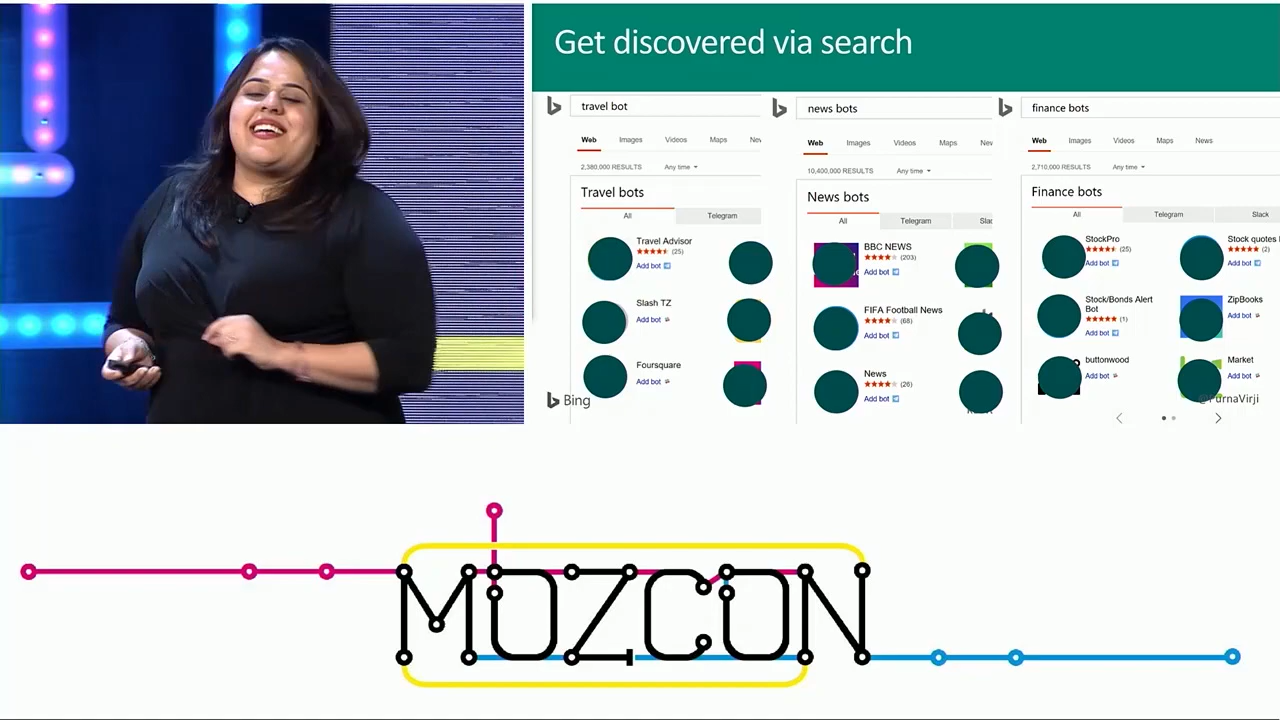 Get discovered via search
travel bot
Web Images Videos Maps
2,380,000 RESULTS Any time
Travel bots
All Telegram
Travel Advisor
(25)
Add bot
Slash TZ
Add bot
Foursquare
Add bot
news bots
Web Images Videos Maps
10,400,000 RESULTS Any time
News bots
All Telegram
BBC NEWS
(203)
Add bot
FIFA Football News
(68)
Add bot
News
(26)
Add bot
finance bots
Web Images Videos Maps News
2,710,000 RESULTS Any time
Finance bots
All Telegram Slack
StockPro
(25)
Add bot
Stock quotes
(2)
Add bot
Stock/Bonds Alert
Bot
(1)
Add bot
ZipBooks
Add bot
buttonwood
Add bot
Market
Add bot
Bing
@PurnaVirji
MOZCON